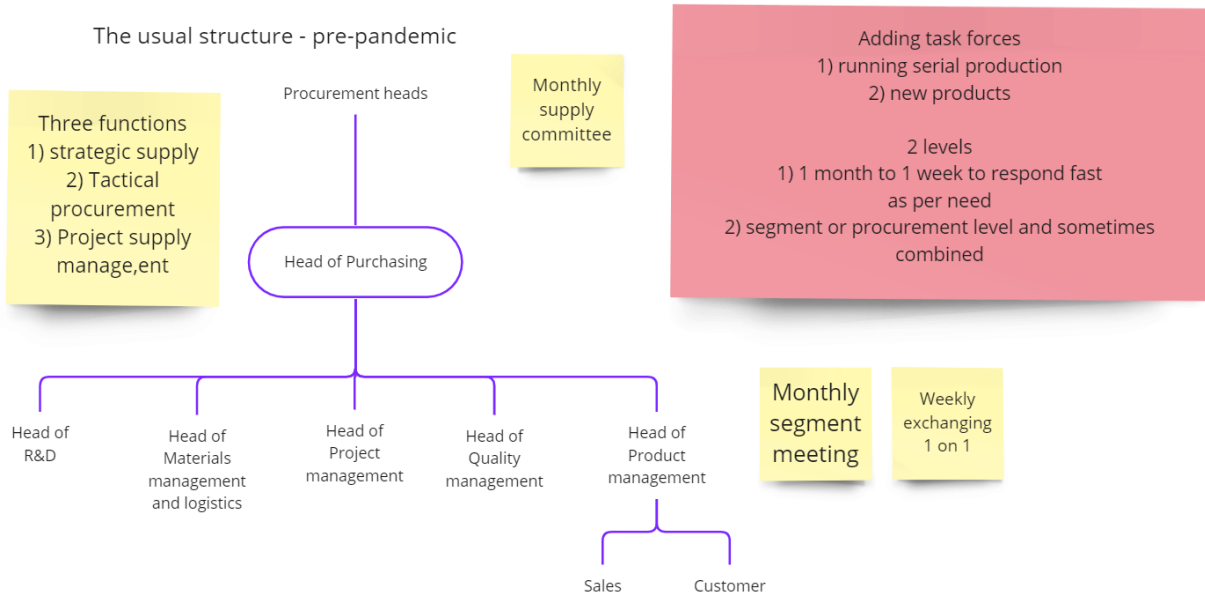 The usual structure - pre-pandemic
Three functions
1) strategic supply
2) Tactical
procurement
3) Project supply
manage,ent
Procurement heads
Monthly
supply
committee
Adding task forces
1) running serial production
2) new products
2 levels
1) 1 month to 1 week to respond fast
as per need
2) segment or procurement level and sometimes
combined
Head of Purchasing
Head of
R&D
Head of
Materials
management
and logistics
Head of
Project
management
Head of
Quality
management
Head of
Product
management
Monthly
segment
meeting
Weekly
exchanging
1 on 1
Sales
Customer